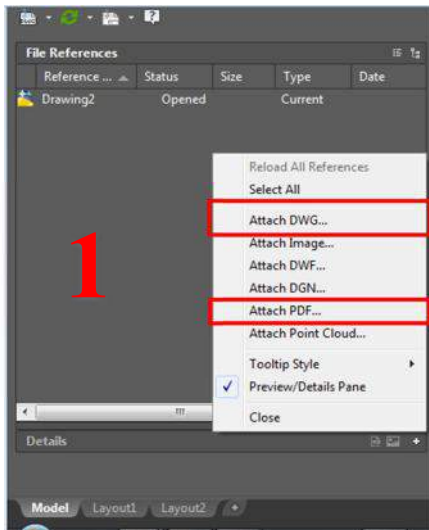 File References
Reference ... Status Size Type Date
Drawing2 Opened Current
Reload All References
Select All
Attach DWG...
Attach Image...
Attach DWF...
Attach DGN...
Attach PDF...
Attach Point Cloud...
Tooltip Style
Preview/Details Pane
Close
1
Details
Model Layout1 Layout2 +